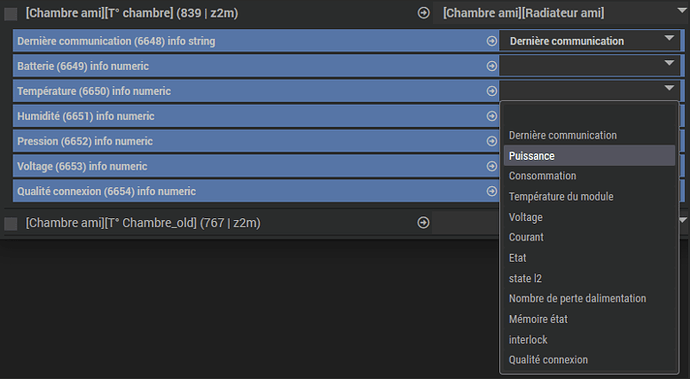 [Chambre ami][T° chambre] (839 | z2m) [Chambre ami][Radiateur ami]
Dernière communication (6648) info string Dernière communication
Batterie (6649) info numeric
Température (6650) info numeric
Humidité (6651) info numeric
Pression (6652) info numeric
Voltage (6653) info numeric
Qualité connexion (6654) info numeric
[Chambre ami][T° Chambre_old] (767 | z2m)
Dernière communication
Puissance
Consommation
Température du module
Voltage
Courant
Etat
state l2
Nombre de perte dalimentation
Mémoire état
interlock
Qualité connexion